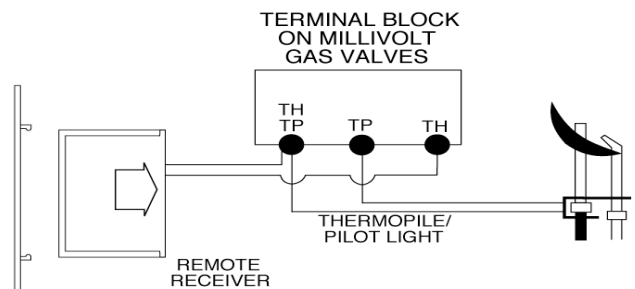 TERMINAL BLOCK
ON MILLIVOLT
GAS VALVES
TH
TP
TP
TH
THERMOPILE/
PILOT LIGHT
REMOTE
RECEIVER